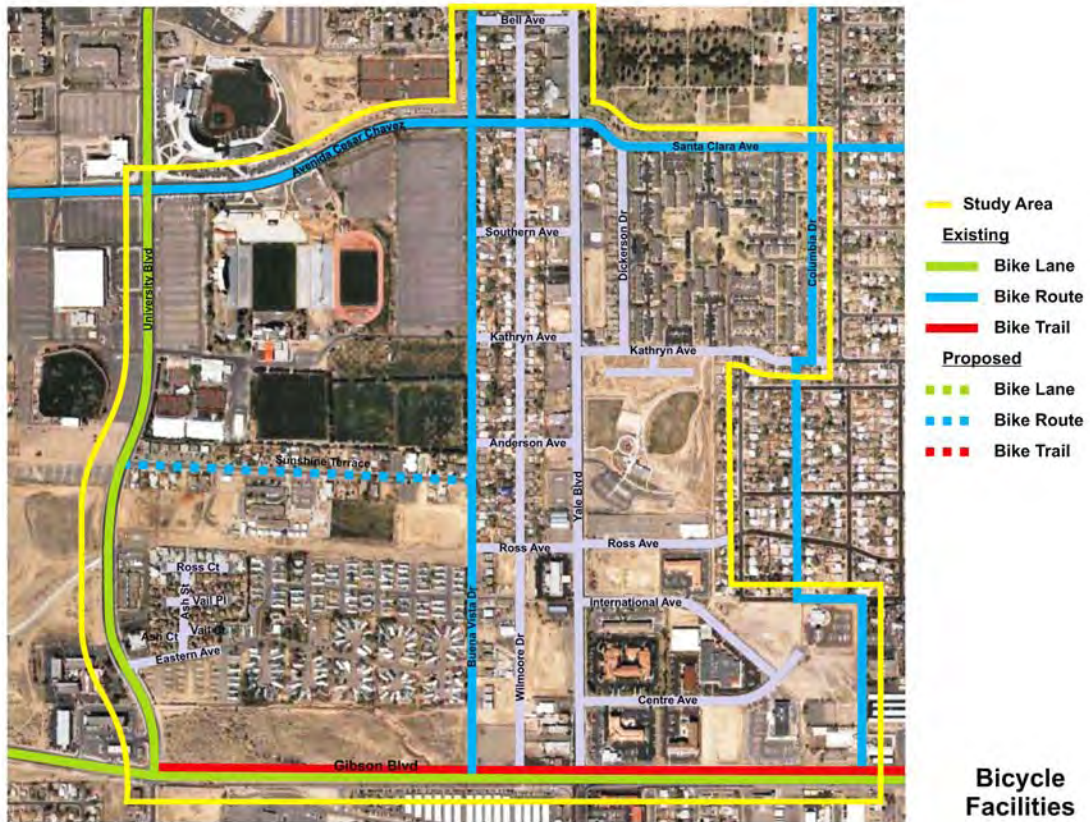 Bell Ave
Avenida Cesar Chavez
Santa Clara Ave
University Blvd
Southern Ave
Dickerson Dr
Columbia Dr
Kathryn Ave
Kathryn Ave
Anderson Ave
Sunshine Terrace
Yale Blvd
Ross Ave
Ross Ave
Ross Ct
Ash St
Vail Pl
Ash Ct
Eastern Ave
Buena Vista Dr
Wilmoore Dr
International Ave
Centre Ave
Gibson Blvd
Study Area
Existing
Bike Lane
Bike Route
Bike Trail
Proposed
Bike Lane
Bike Route
Bike Trail
Bicycle
Facilities